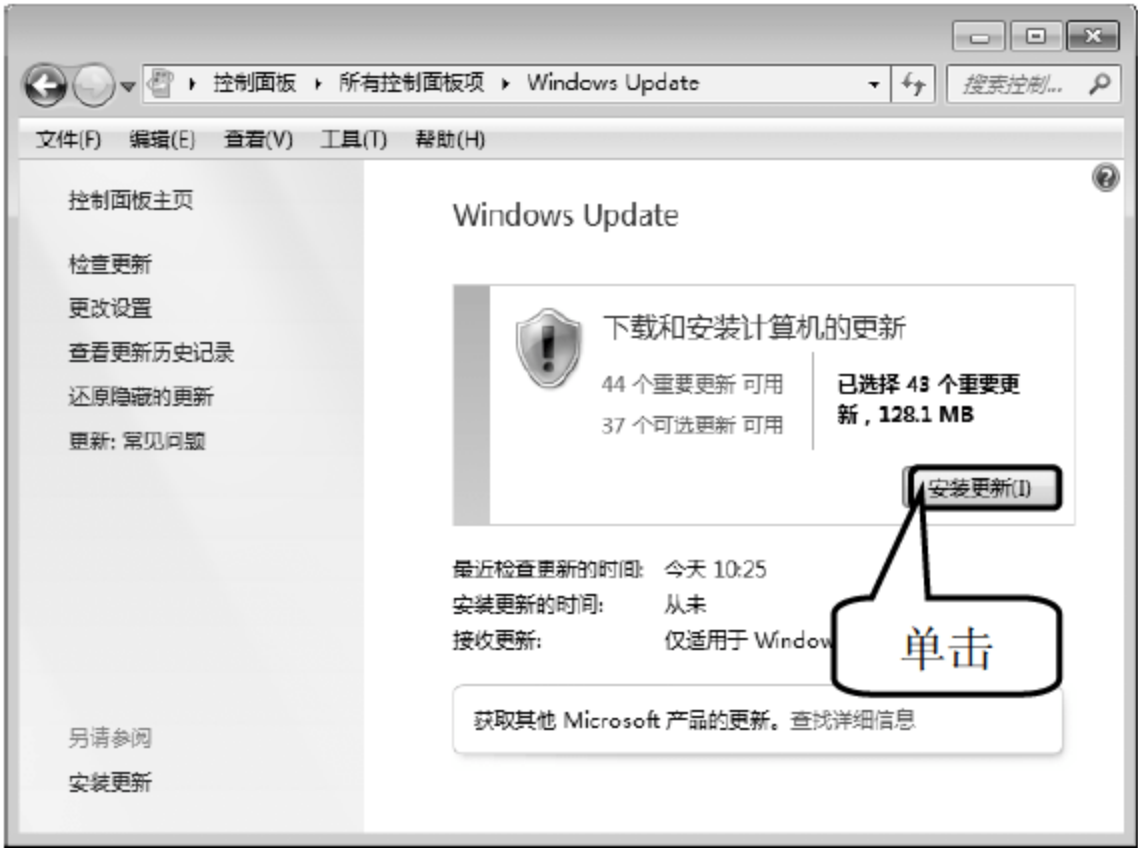 控制面板 所有控制面板项 Windows Update 搜索控制...
文件(F) 编辑(E) 查看(V) 工具(T) 帮助(H)
控制面板主页
检查更新
更改设置
查看更新历史记录
还原隐藏的更新
更新: 常见问题
另请参阅
安装更新
Windows Update
下载和安装计算机的更新
44 个重要更新 可用
37 个可选更新 可用
已选择 43 个重要更
新，128.1 MB
安装更新(I)
单击
最近检查更新的时间: 今天 10:25
安装更新的时间: 从未
接收更新: 仅适用于 Window
获取其他 Microsoft 产品的更新。查找详细信息